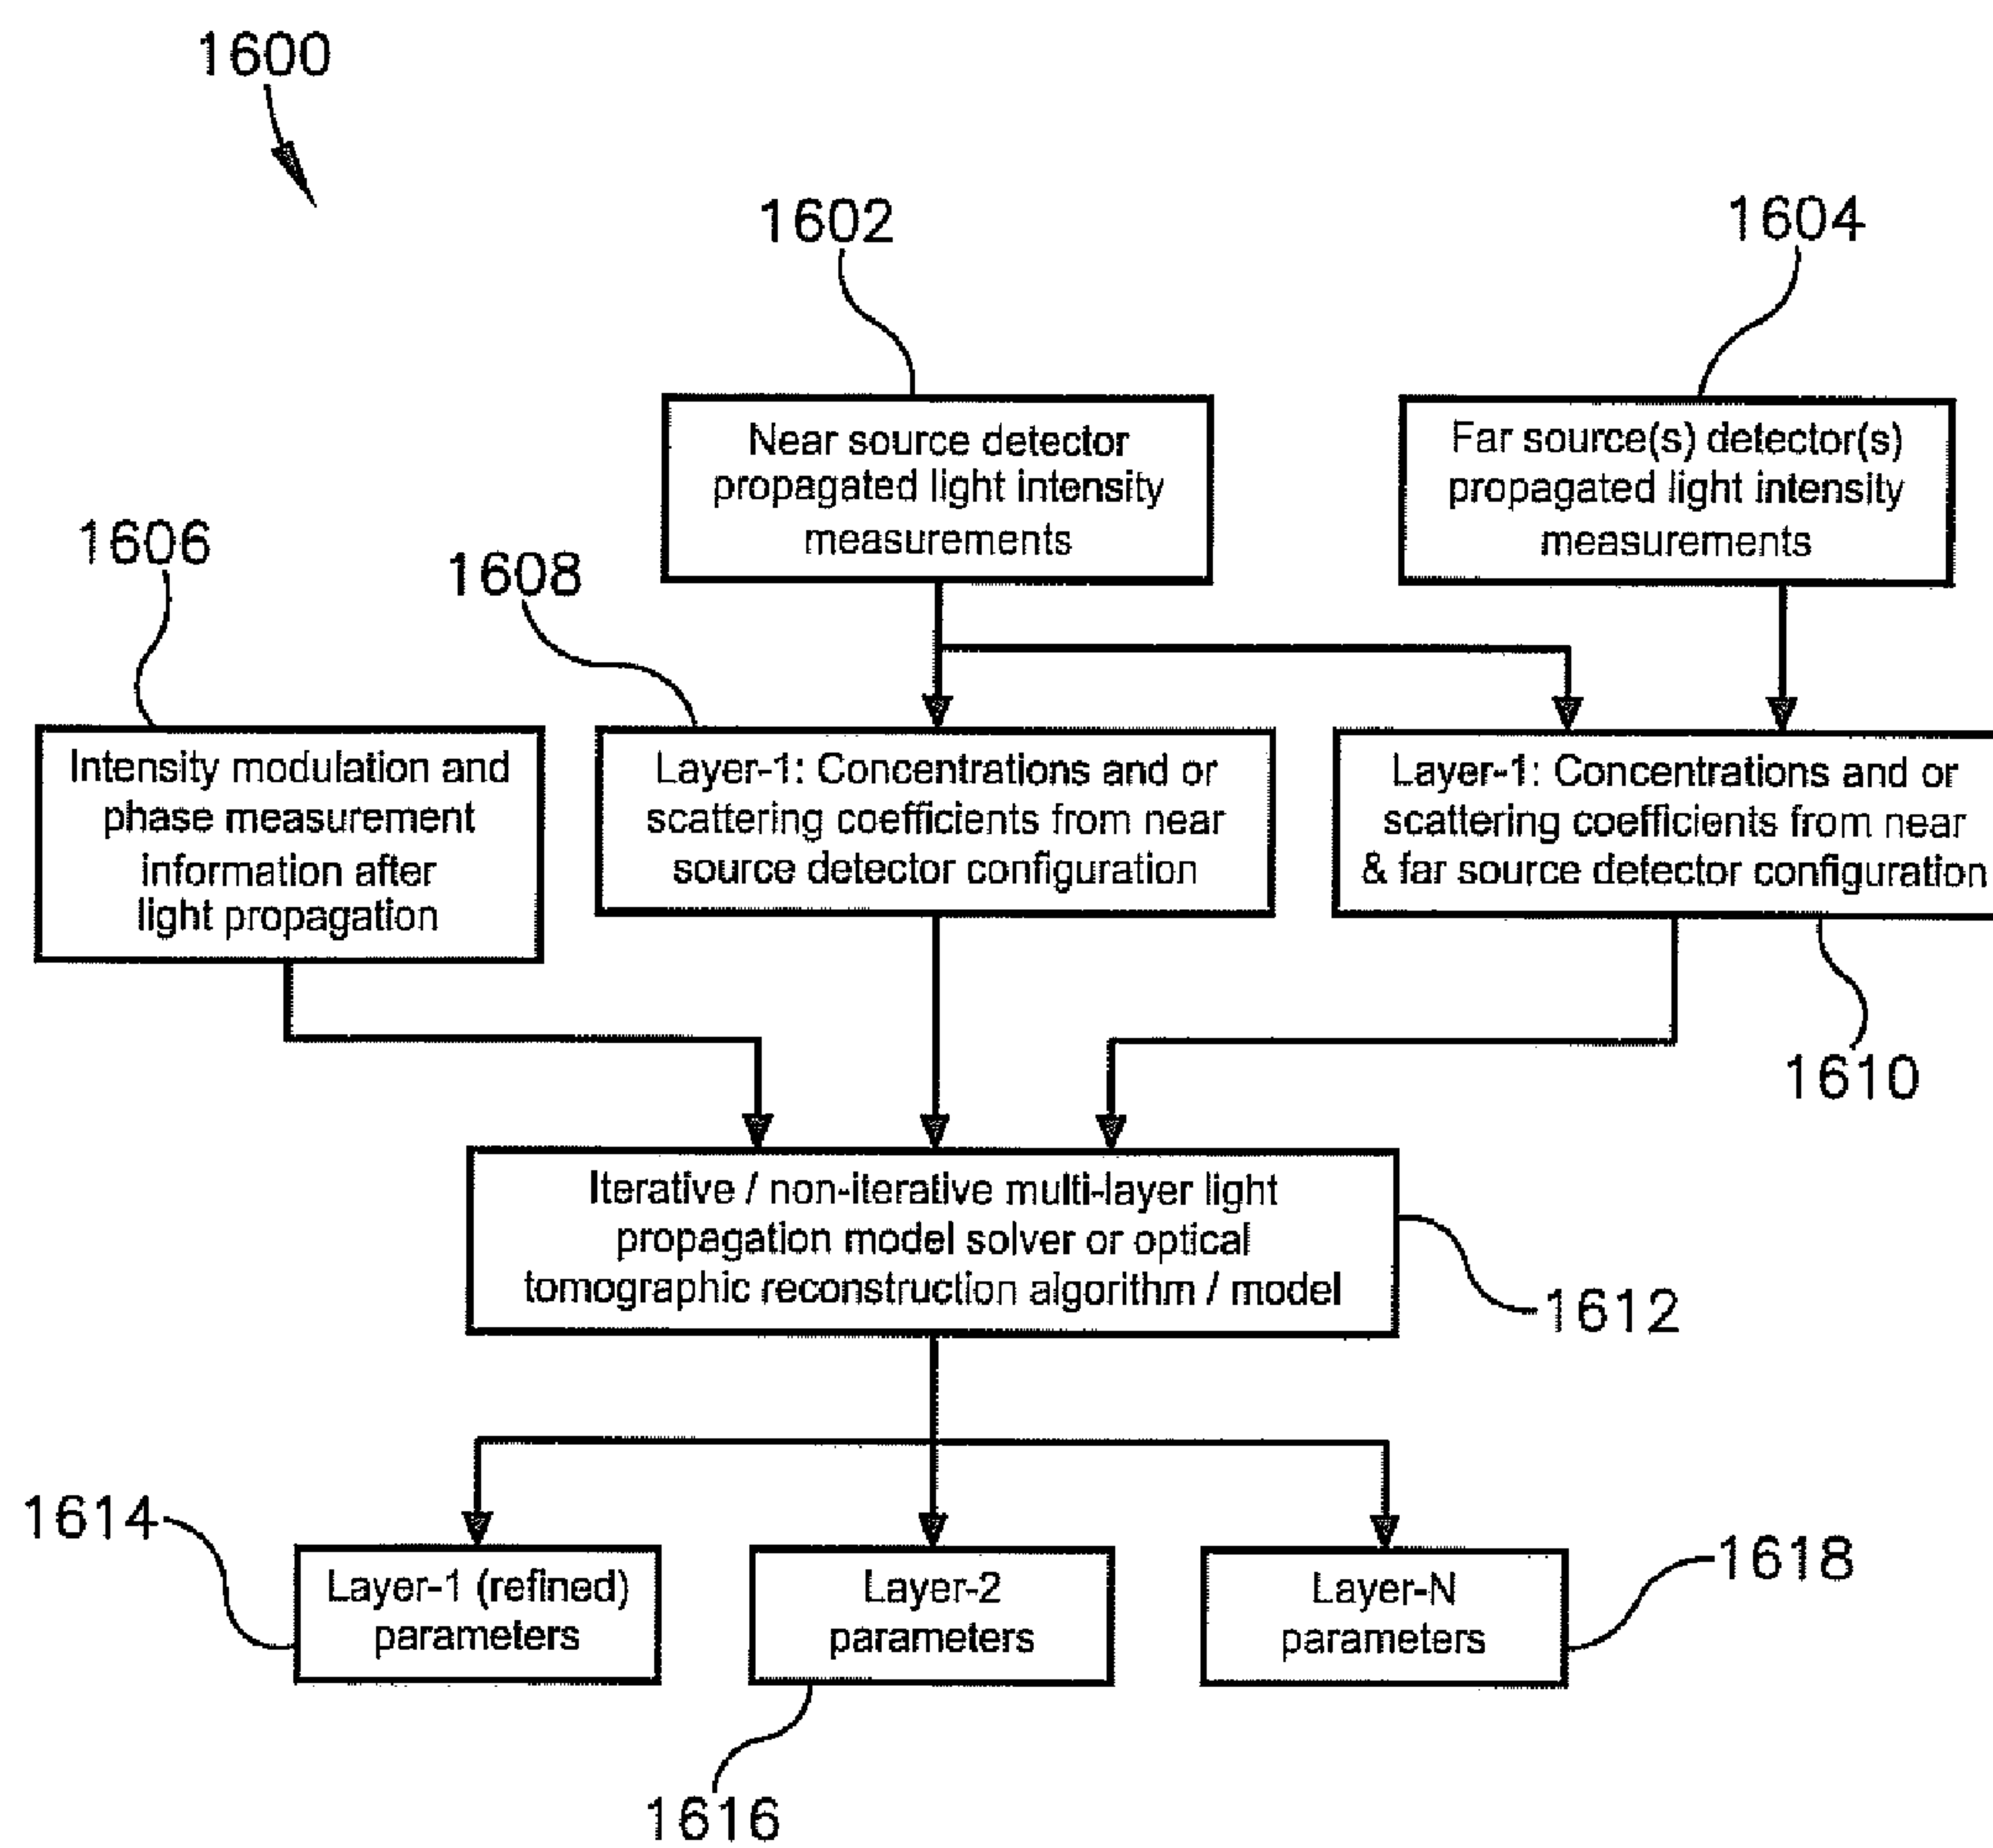 1600
1602
1604
Near source detector
propagated light intensity
measurements
Far source(s) detector(s)
propagated light intensity
measurements
1606
1608
Intensity modulation and
phase measurement
information after
light propagation
Layer-1: Concentrations and or
scattering coefficients from near
source detector configuration
Layer-1: Concentrations and or
scattering coefficients from near
& far source detector configuration
1610
Iterative / non-iterative multi-layer light
propagation model solver or optical
tomographic reconstruction algorithm / model
1612
1614
Layer-1 (refined)
parameters
Layer-2
parameters
Layer-N
parameters
1618
1616